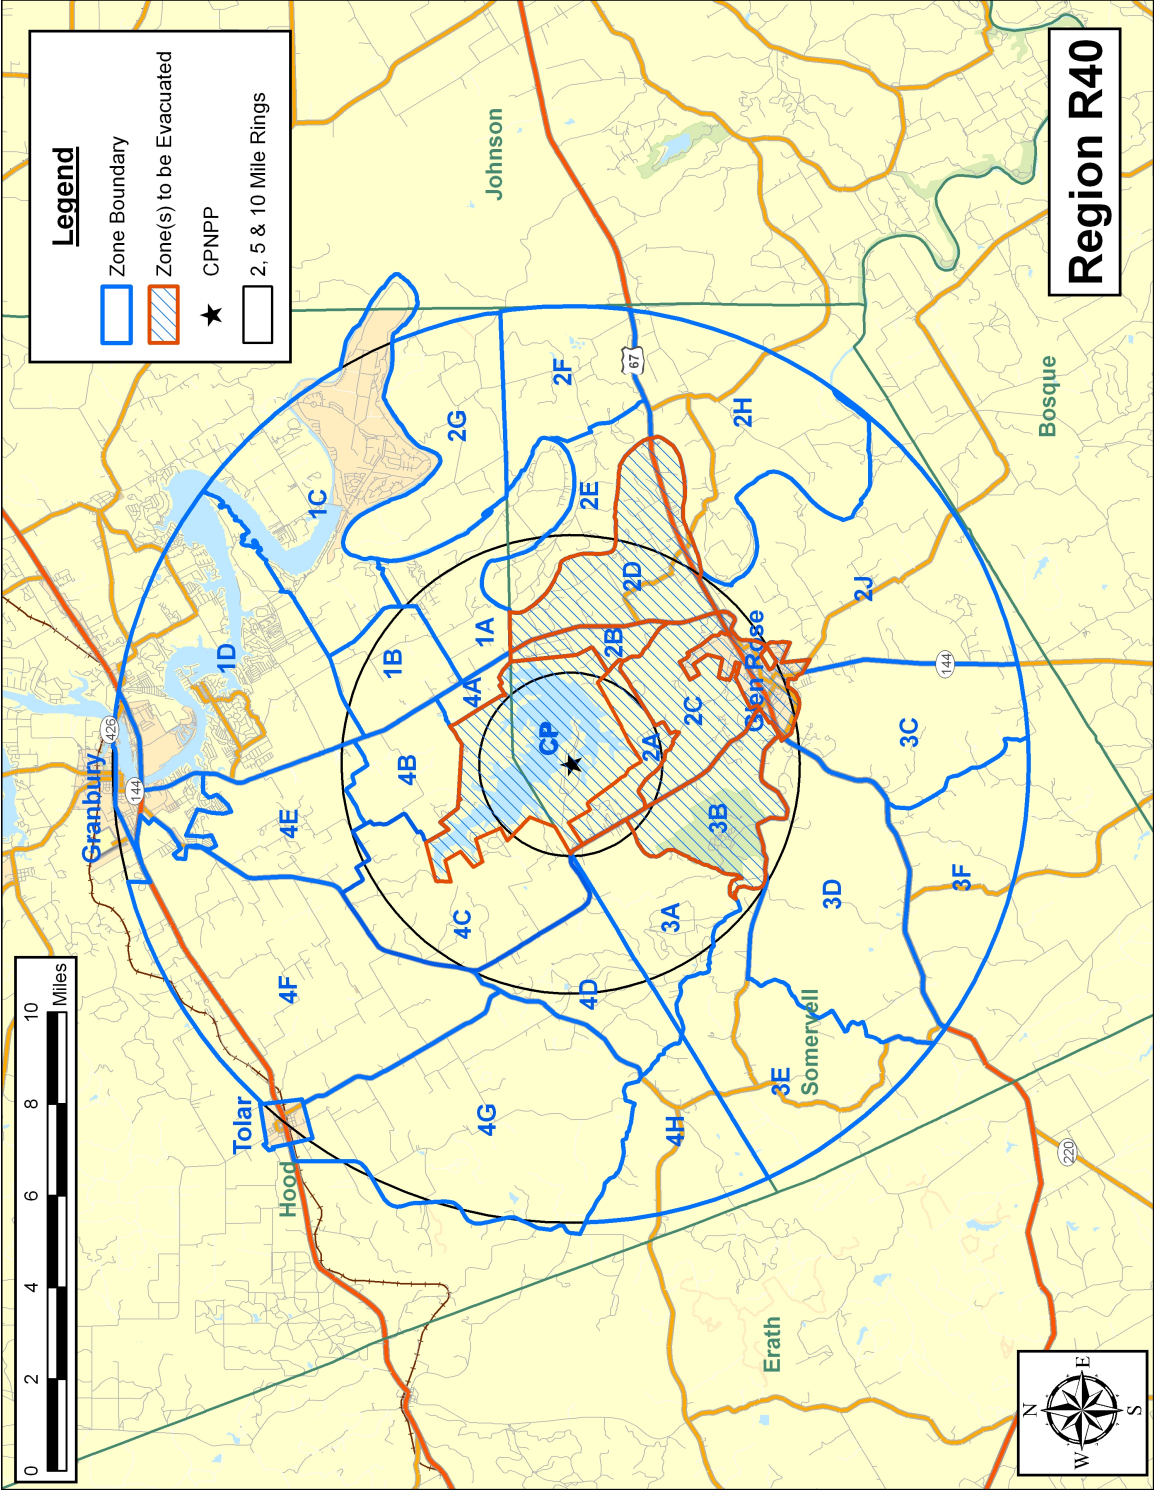 Legend
Zone Boundary
Zone(s) to be Evacuated
CPNPP
2, 5 & 10 Mile Rings
Region R40
0 2 4 6 8 10
Miles
N
W E
S
Granbury
Tolar
Glen Rose
Hood
Johnson
Bosque
Somervell
Erath
426
144
67
144
220
CP
1A
1B
1C
1D
2A
2B
2C
2D
2E
2F
2G
2H
2J
3A
3B
3C
3D
3E
3F
4A
4B
4C
4D
4E
4F
4G
4H